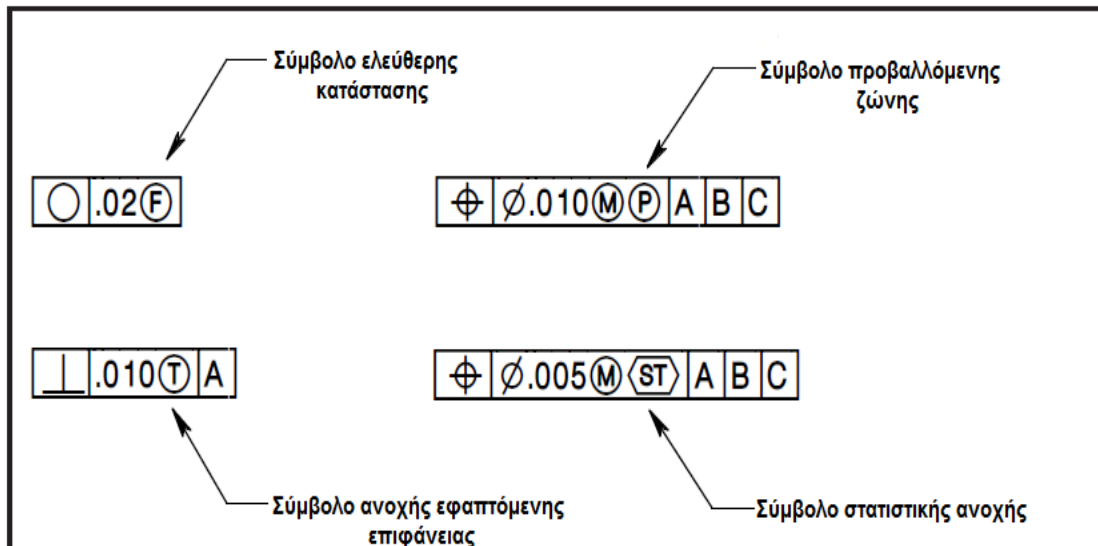 Σύμβολο ελεύθερης
κατάστασης
Σύμβολο προβαλλόμενης
ζώνης
○ .02Ⓕ
⌖ ∅.010ⓂⓅ A B C
⊥ .010Ⓣ A
⌖ ∅.005Ⓜ ST A B C
Σύμβολο ανοχής εφαπτόμενης
επιφάνειας
Σύμβολο στατιστικής ανοχής